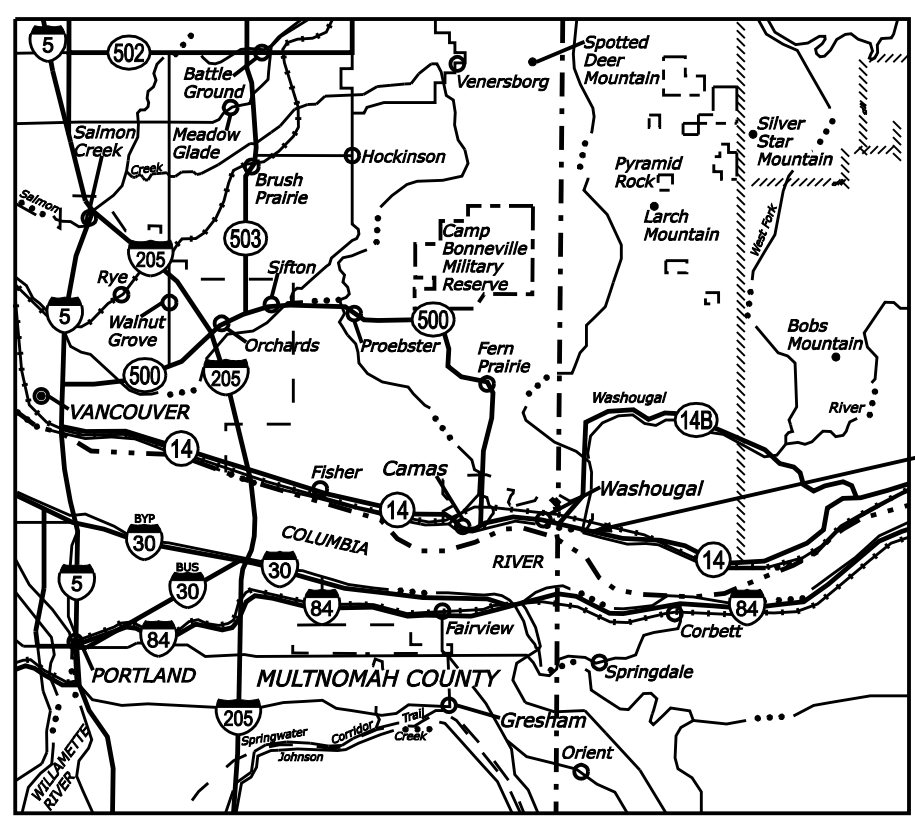 5
502
Battle
Ground
Venersborg
Spotted
Deer
Mountain
Salmon
Creek
Meadow
Glade
Hockinson
Silver
Star
Mountain
Creek
Brush
Prairie
Pyramid
Rock
Salmon
Larch
Mountain
West Fork
503
205
Camp
Bonneville
Military
Reserve
Sifton
Rye
5
Walnut
Grove
Orchards
Proebster
500
Bobs
Mountain
Fern
Prairie
500
205
VANCOUVER
Washougal
14B
River
14
Fisher
Camas
14
Washougal
BYP
30
COLUMBIA
RIVER
14
5
BUS
30
30
84
84
84
Fairview
Corbett
PORTLAND
MULTNOMAH COUNTY
Springdale
205
Springwater
Corridor
Trail
Creek
Johnson
Gresham
Orient
WILLAMETTE
RIVER